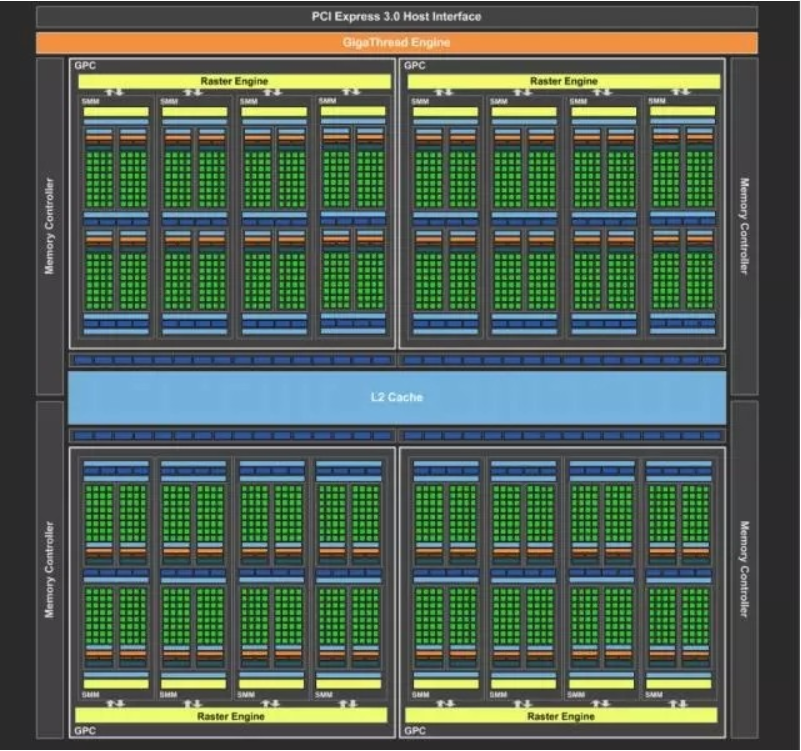 PCI Express 3.0 Host Interface
GigaThread Engine
GPC
GPC
Raster Engine
Raster Engine
SMM SMM SMM SMM
SMM SMM SMM SMM
Memory Controller
Memory Controller
L2 Cache
Memory Controller
Memory Controller
SMM SMM SMM SMM
SMM SMM SMM SMM
Raster Engine
Raster Engine
GPC
GPC